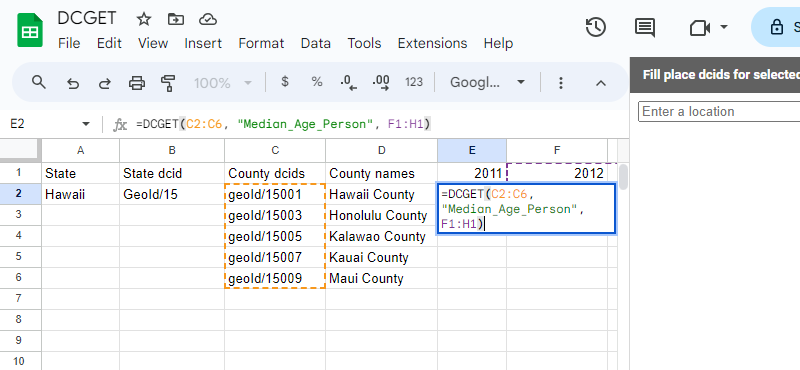 DCGET
File Edit View Insert Format Data Tools Extensions Help
100% $ % .0 .00 123 Googl...
Fill place dcids for selected
Enter a location
E2 fx =DCGET(C2:C6, "Median_Age_Person", F1:H1)
A B C D E F
1 State State dcid County dcids County names 2011 2012
2 Hawaii GeoId/15 geoId/15001 Hawaii County =DCGET(C2:C6,
"Median_Age_Person",
F1:H1)
3 geoId/15003 Honolulu County
4 geoId/15005 Kalawao County
5 geoId/15007 Kauai County
6 geoId/15009 Maui County
7
8
9
10